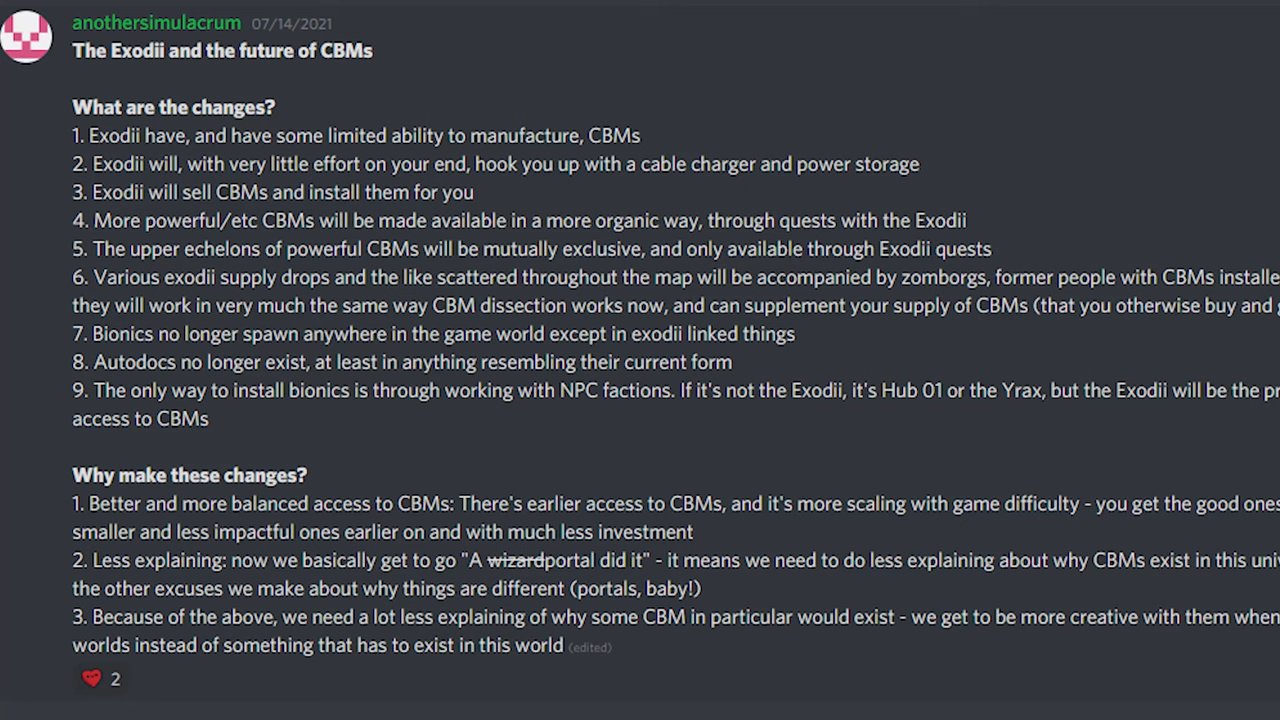 anothersimulacrum 07/14/2021
The Exodii and the future of CBMs
What are the changes?
1. Exodii have, and have some limited ability to manufacture, CBMs
2. Exodii will, with very little effort on your end, hook you up with a cable charger and power storage
3. Exodii will sell CBMs and install them for you
4. More powerful/etc CBMs will be made available in a more organic way, through quests with the Exodii
5. The upper echelons of powerful CBMs will be mutually exclusive, and only available through Exodii quests
6. Various exodii supply drops and the like scattered throughout the map will be accompanied by zomborgs, former people with CBMs installe
they will work in very much the same way CBM dissection works now, and can supplement your supply of CBMs (that you otherwise buy and
7. Bionics no longer spawn anywhere in the game world except in exodii linked things
8. Autodocs no longer exist, at least in anything resembling their current form
9. The only way to install bionics is through working with NPC factions. If it's not the Exodii, it's Hub 01 or the Yrax, but the Exodii will be the pr
access to CBMs
Why make these changes?
1. Better and more balanced access to CBMs: There's earlier access to CBMs, and it's more scaling with game difficulty - you get the good ones
smaller and less impactful ones earlier on and with much less investment
2. Less explaining: now we basically get to go "A wizardportal did it" - it means we need to do less explaining about why CBMs exist in this uni
the other excuses we make about why things are different (portals, baby!)
3. Because of the above, we need a lot less explaining of why some CBM in particular would exist - we get to be more creative with them when
worlds instead of something that has to exist in this world (edited)
2